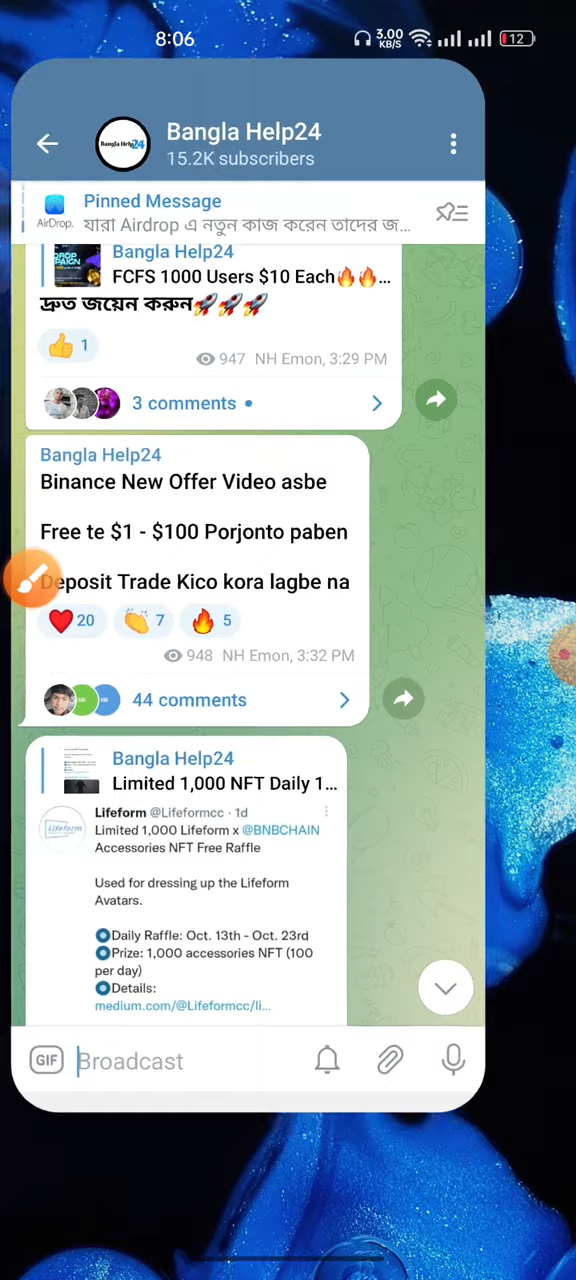 8:06
3.00
KB/S
12
Bangla Help24
Bangla Help24
15.2K subscribers
Pinned Message
AirDrop.
যারা Airdrop এ নতুন কাজ করেন তাদের জ...
Bangla Help24
FCFS 1000 Users $10 Each🔥🔥...
দ্রুত জয়েন করুন🚀🚀🚀
👍 1
947 NH Emon, 3:29 PM
3 comments
Bangla Help24
Binance New Offer Video asbe
Free te $1 - $100 Porjonto paben
Deposit Trade Kico kora lagbe na
❤️ 20 👏 7 🔥 5
948 NH Emon, 3:32 PM
44 comments
Bangla Help24
Limited 1,000 NFT Daily 1...
Lifeform
Lifeform @Lifeformcc · 1d
Limited 1,000 Lifeform x @BNBCHAIN
Accessories NFT Free Raffle
Used for dressing up the Lifeform
Avatars.
Daily Raffle: Oct. 13th - Oct. 23rd
Prize: 1,000 accessories NFT (100
per day)
Details:
medium.com/@Lifeformcc/li...
GIF Broadcast